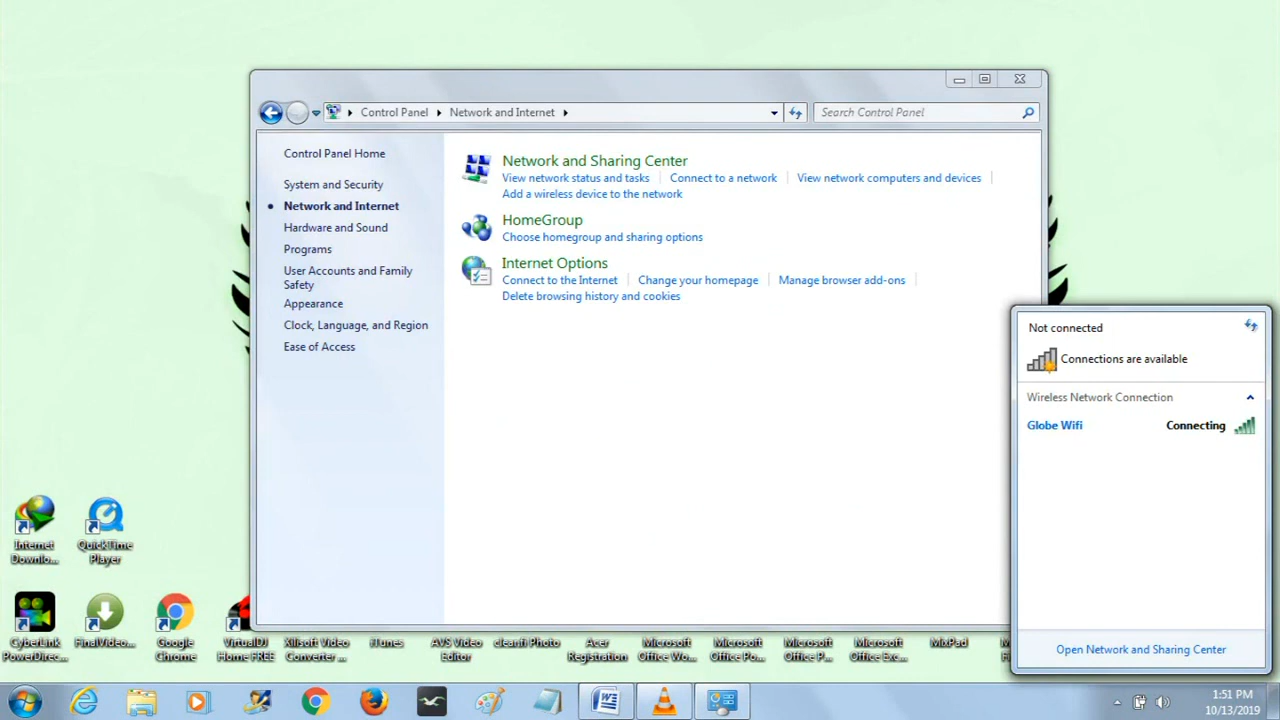 Control Panel Network and Internet
Search Control Panel
Control Panel Home
System and Security
Network and Internet
Hardware and Sound
Programs
User Accounts and Family
Safety
Appearance
Clock, Language, and Region
Ease of Access
Network and Sharing Center
View network status and tasks Connect to a network View network computers and devices
Add a wireless device to the network
HomeGroup
Choose homegroup and sharing options
Internet Options
Connect to the Internet Change your homepage Manage browser add-ons
Delete browsing history and cookies
Not connected
Connections are available
Wireless Network Connection
Globe Wifi Connecting
Open Network and Sharing Center
Internet
Downlo...
QuickTime
Player
CyberLink
PowerDirec...
FinalVideo...
Google
Chrome
VirtualDJ
Home FREE
Xilisoft Video
Converter ...
iTunes
AVS Video
Editor
clear.fi Photo
Acer
Registration
Microsoft
Office Wo...
Microsoft
Office Po...
Microsoft
Office P...
Microsoft
Office Exc...
MixPad
1:51 PM
10/13/2019